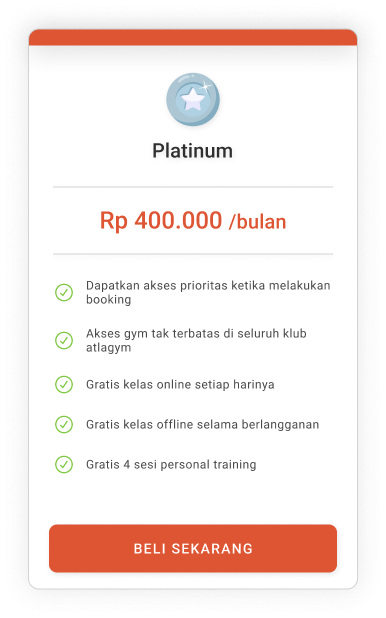 Platinum
Rp 400.000 /bulan
Dapatkan akses prioritas ketika melakukan
booking
Akses gym tak terbatas di seluruh klub
atlagym
Gratis kelas online setiap harinya
Gratis kelas offline selama berlangganan
Gratis 4 sesi personal training
BELI SEKARANG